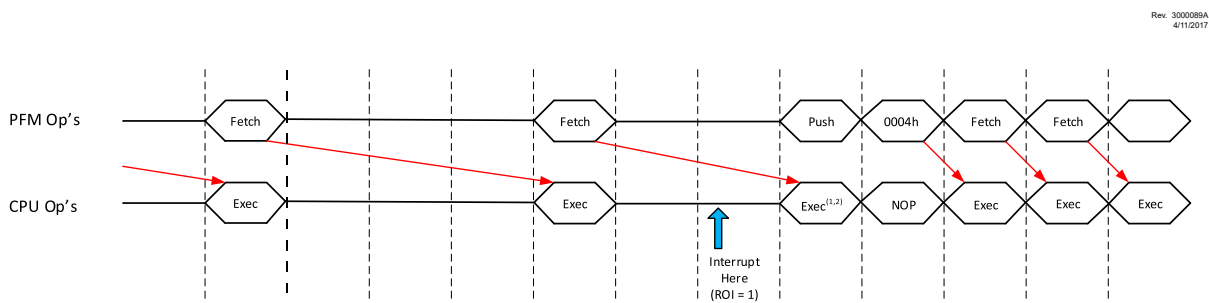 Rev. 3000089A
4/11/2017
PFM Op's
Fetch
Fetch
Push
0004h
Fetch
Fetch
CPU Op's
Exec
Exec
Exec(1,2)
NOP
Exec
Exec
Exec
Interrupt
Here
(ROI = 1)